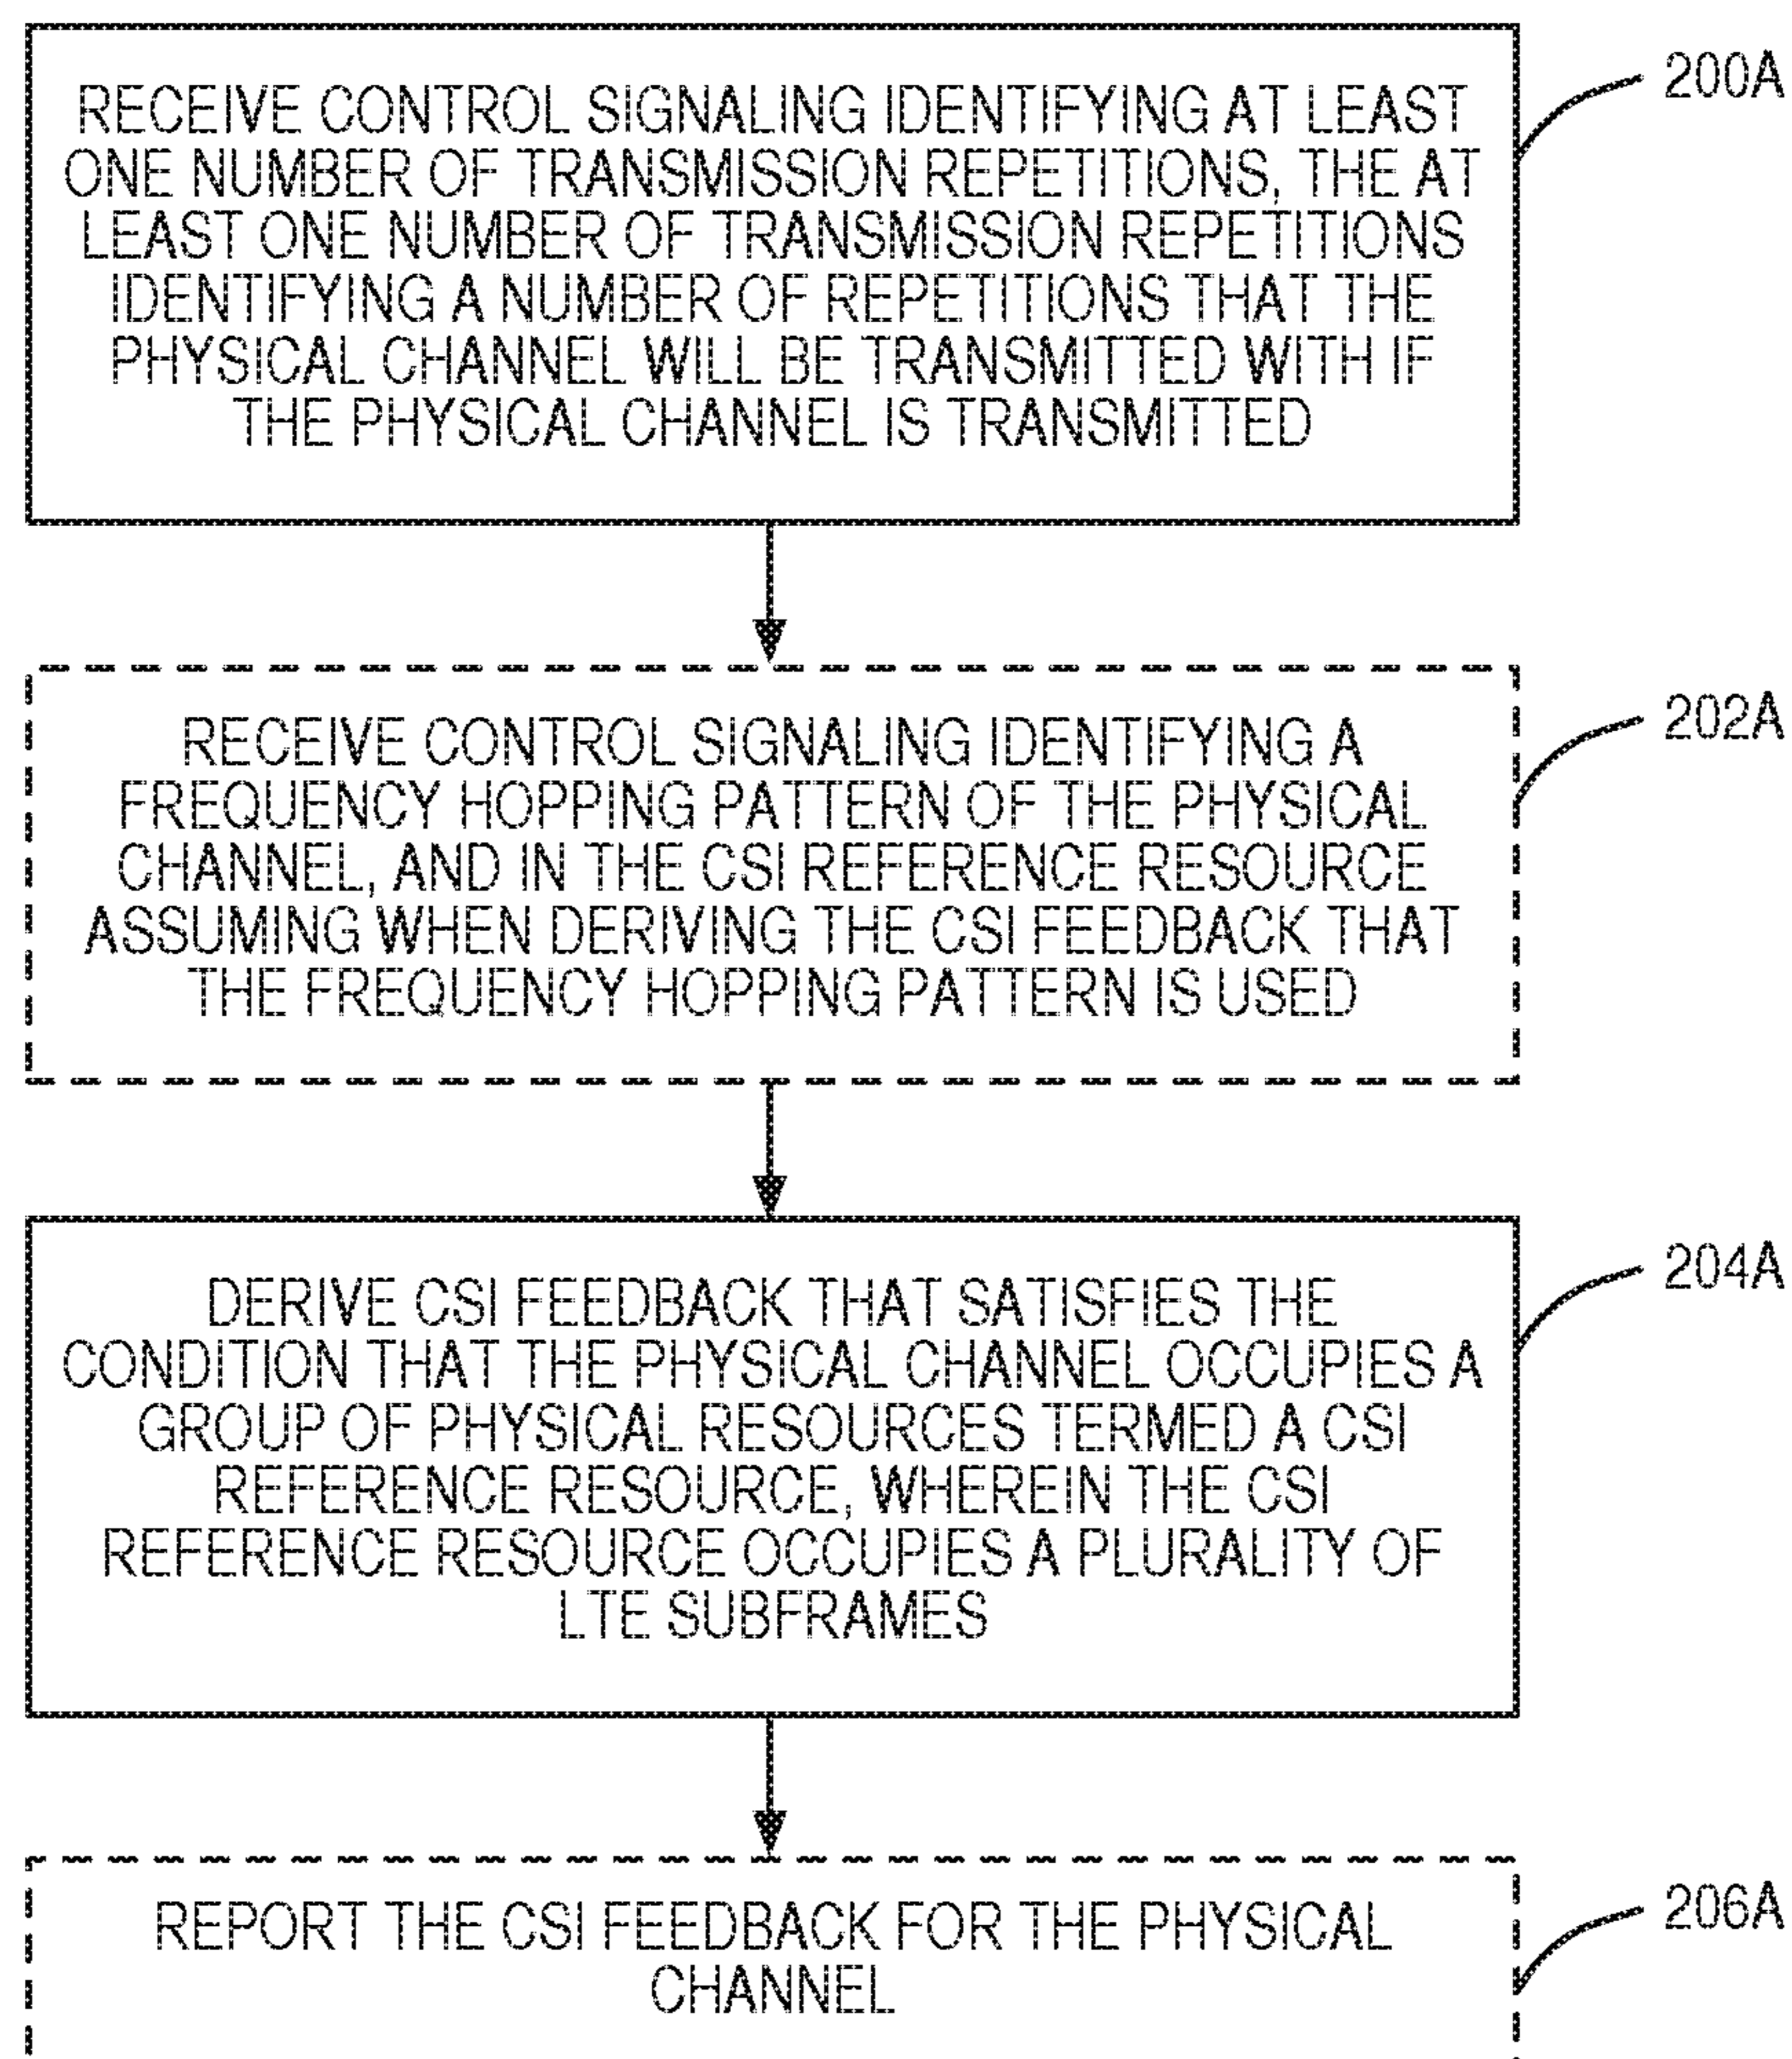 RECEIVE CONTROL SIGNALING IDENTIFYING AT LEAST
ONE NUMBER OF TRANSMISSION REPETITIONS, THE AT
LEAST ONE NUMBER OF TRANSMISSION REPETITIONS
IDENTIFYING A NUMBER OF REPETITIONS THAT THE
PHYSICAL CHANNEL WILL BE TRANSMITTED WITH IF
THE PHYSICAL CHANNEL IS TRANSMITTED
200A
RECEIVE CONTROL SIGNALING IDENTIFYING A
FREQUENCY HOPPING PATTERN OF THE PHYSICAL
CHANNEL, AND IN THE CSI REFERENCE RESOURCE
ASSUMING WHEN DERIVING THE CSI FEEDBACK THAT
THE FREQUENCY HOPPING PATTERN IS USED
202A
DERIVE CSI FEEDBACK THAT SATISFIES THE
CONDITION THAT THE PHYSICAL CHANNEL OCCUPIES A
GROUP OF PHYSICAL RESOURCES TERMED A CSI
REFERENCE RESOURCE, WHEREIN THE CSI
REFERENCE RESOURCE OCCUPIES A PLURALITY OF
LTE SUBFRAMES
204A
REPORT THE CSI FEEDBACK FOR THE PHYSICAL
CHANNEL
206A